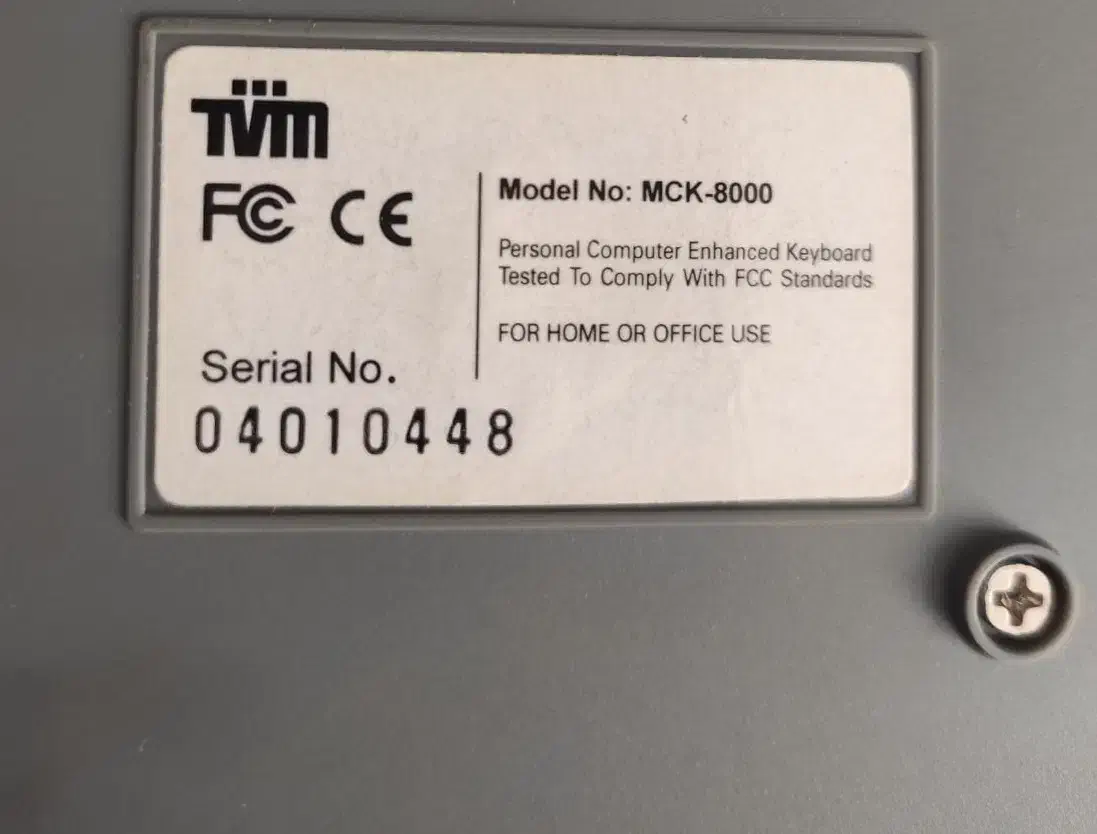 TVM
FC CE
Model No: MCK-8000
Personal Computer Enhanced Keyboard
Tested To Comply With FCC Standards
FOR HOME OR OFFICE USE
Serial No.
04010448